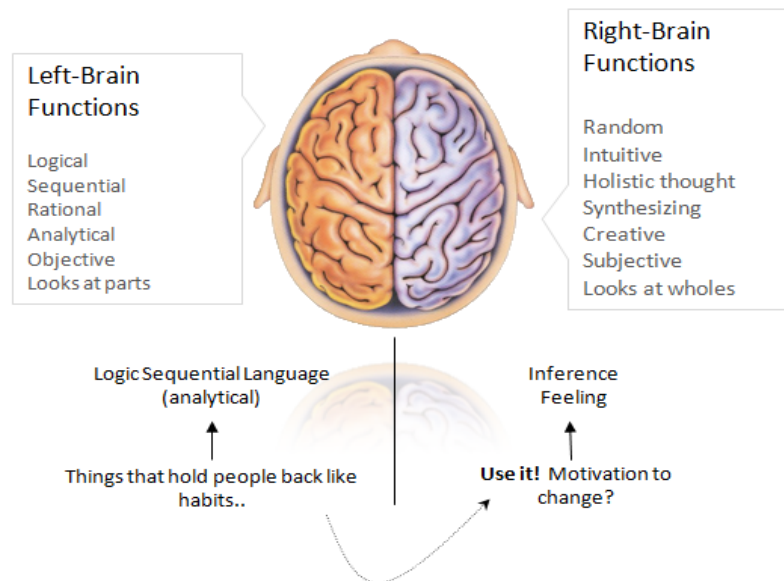 Left-Brain
Functions
Logical
Sequential
Rational
Analytical
Objective
Looks at parts
Right-Brain
Functions
Random
Intuitive
Holistic thought
Synthesizing
Creative
Subjective
Looks at wholes
Logic Sequential Language
(analytical)
Things that hold people back like
habits..
Inference
Feeling
Use it! Motivation to
change?